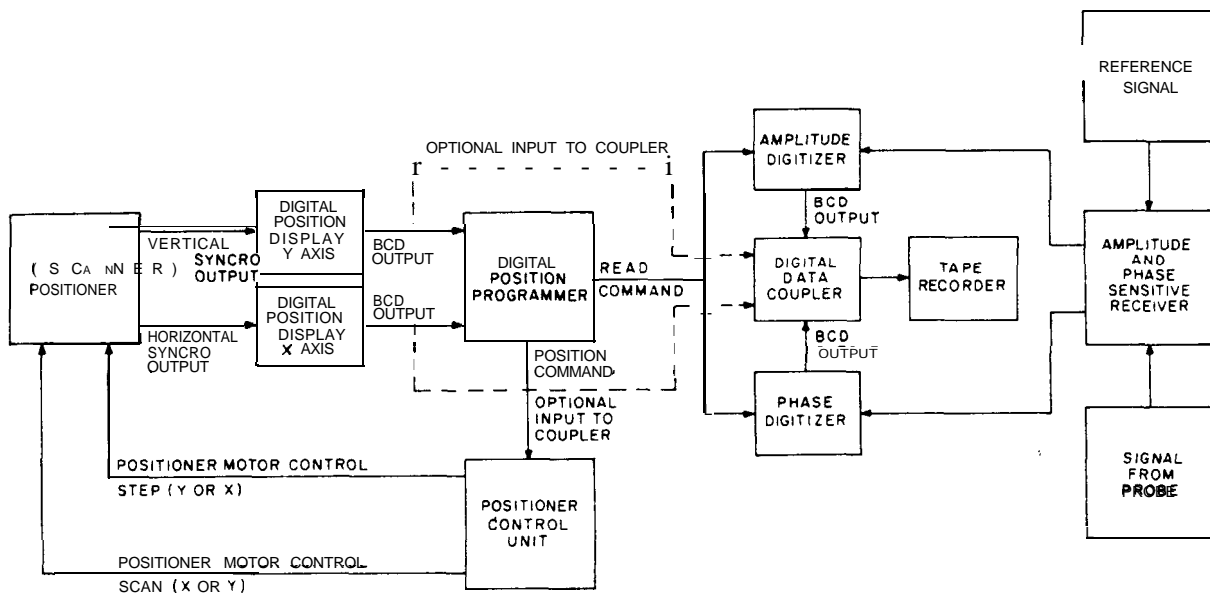 REFERENCE
SIGNAL
OPTIONAL INPUT TO COUPLER
AMPLITUDE
DIGITIZER
BCD
OUTPUT
(SCANNER)
POSITIONER
VERTICAL
SYNCRO
OUTPUT
DIGITAL
POSITION
DISPLAY
Y AXIS
BCD
OUTPUT
DIGITAL
POSITION
PROGRAMMER
READ
COMMAND
DIGITAL
DATA
COUPLER
TAPE
RECORDER
AMPLITUDE
AND
PHASE
SENSITIVE
RECEIVER
HORIZONTAL
SYNCRO
OUTPUT
DIGITAL
POSITION
DISPLAY
X AXIS
BCD
OUTPUT
POSITION
COMMAND
BCD
OUTPUT
OPTIONAL
INPUT TO
COUPLER
PHASE
DIGITIZER
SIGNAL
FROM
PROBE
POSITIONER MOTOR CONTROL
STEP (Y OR X)
POSITIONER
CONTROL
UNIT
POSITIONER MOTOR CONTROL
SCAN (X OR Y)